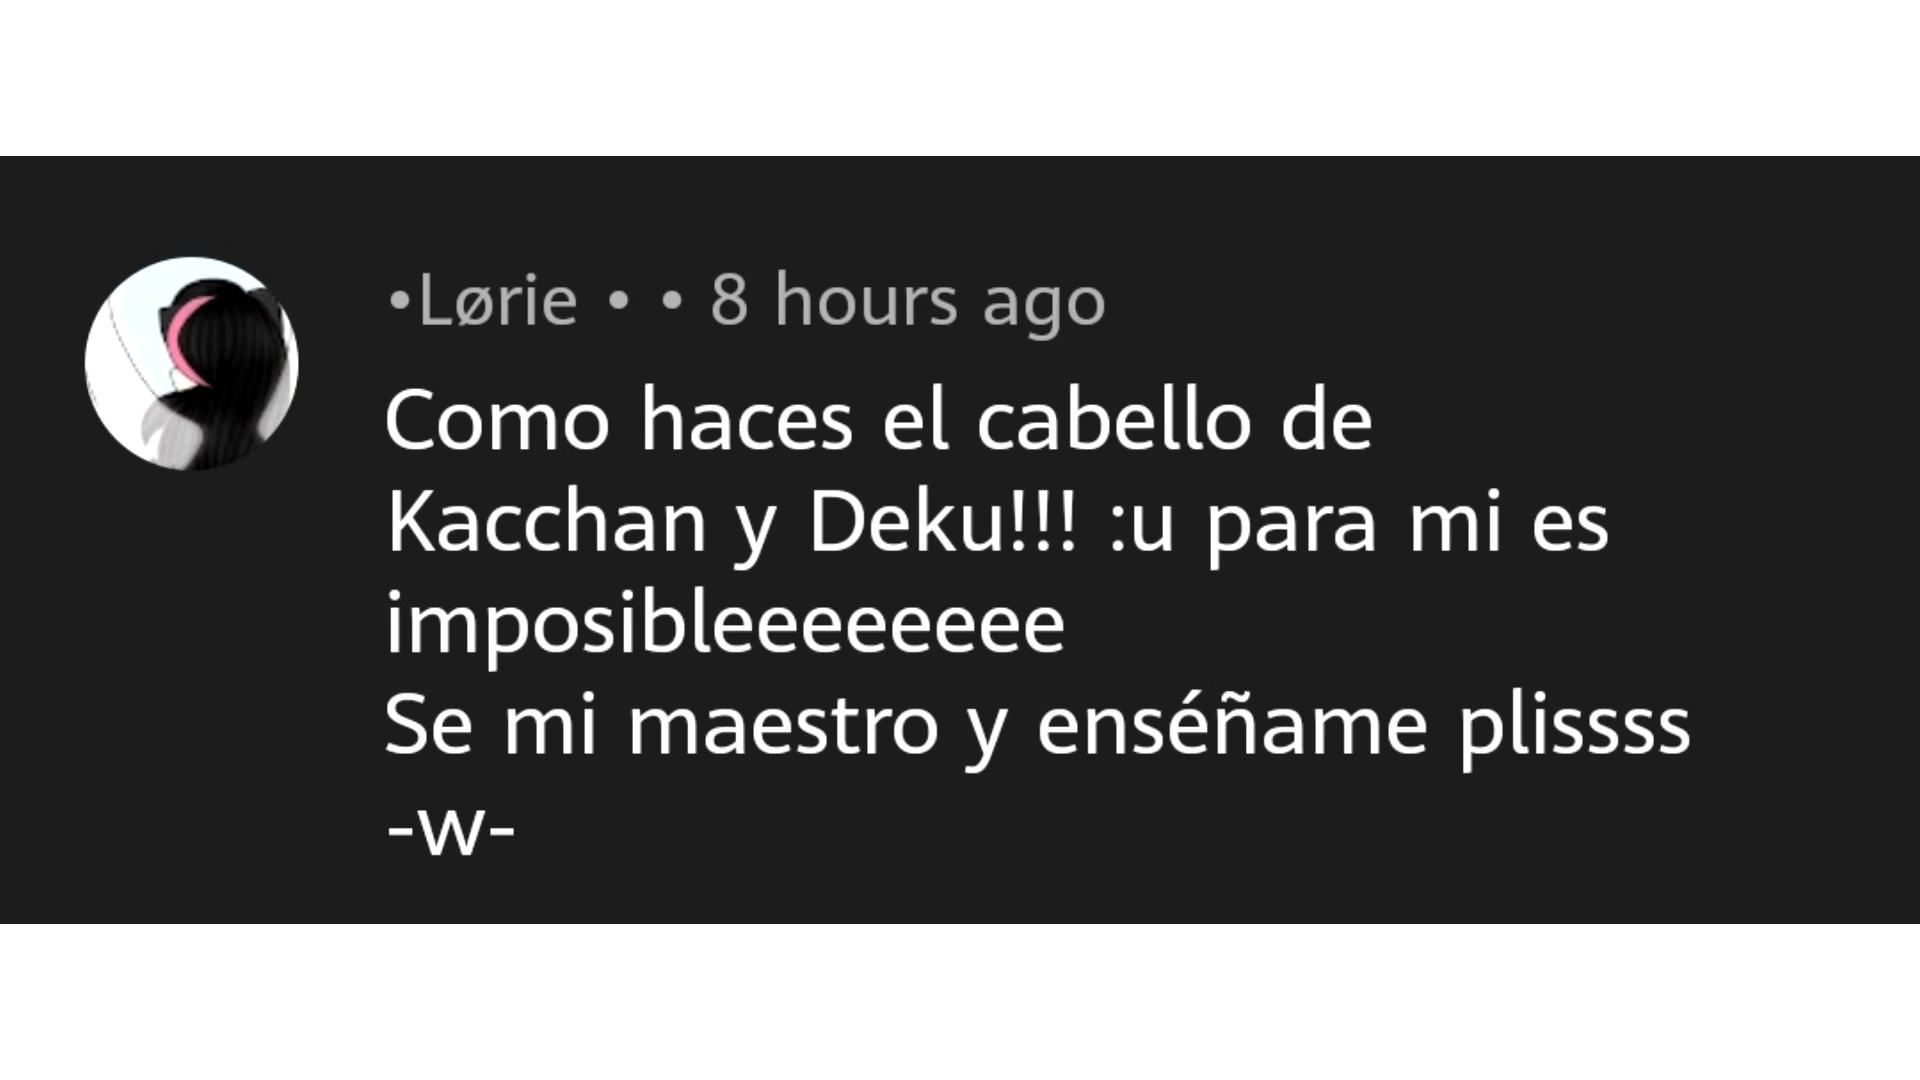 •Lørie • • 8 hours ago
Como haces el cabello de
Kacchan y Deku!!! :u para mi es
imposibleeeeeeee
Se mi maestro y enséñame plissss
-w-